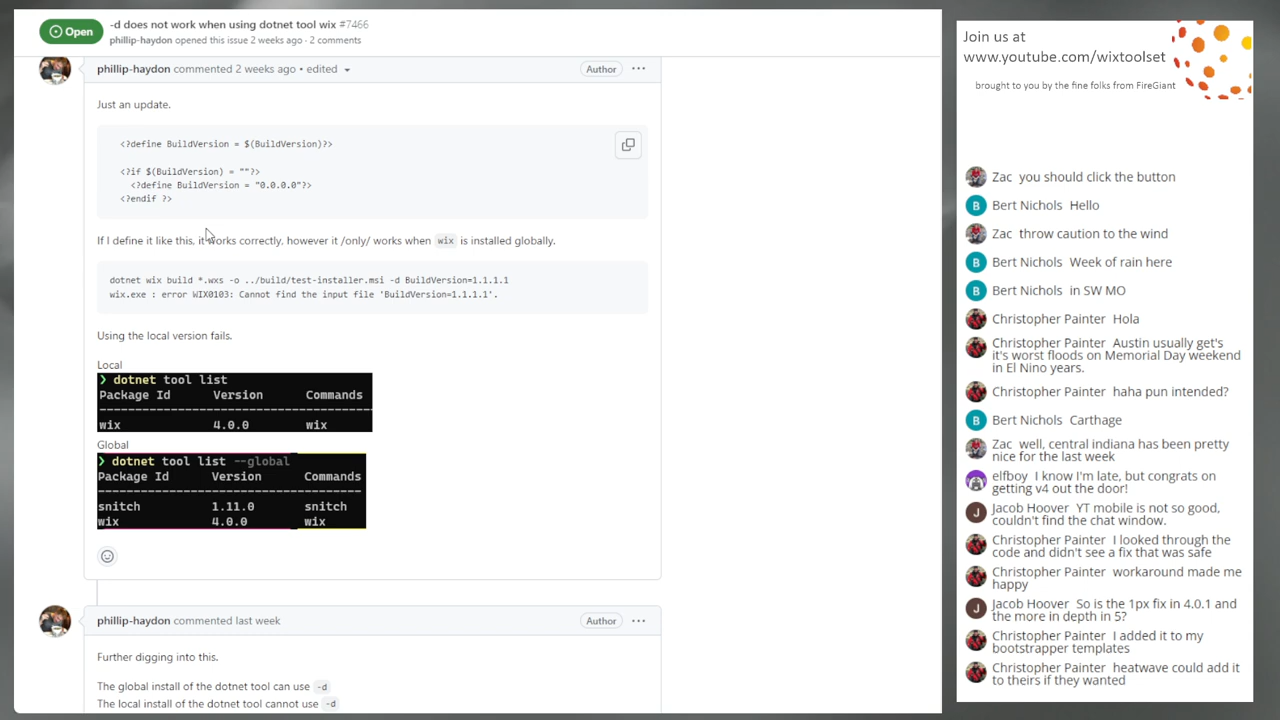 Open
-d does not work when using dotnet tool wix #7466
phillip-haydon opened this issue 2 weeks ago · 2 comments
phillip-haydon commented 2 weeks ago • edited
Author
Just an update.
<?define BuildVersion = $(BuildVersion)?>
<?if $(BuildVersion) = ""?>
<?define BuildVersion = "0.0.0.0"?>
<?endif ?>
If I define it like this, it works correctly, however it /only/ works when wix is installed globally.
dotnet wix build *.wxs -o ../build/test-installer.msi -d BuildVersion=1.1.1.1
wix.exe : error WIX0103: Cannot find the input file 'BuildVersion=1.1.1.1'.
Using the local version fails.
Local
❯ dotnet tool list
Package Id Version Commands
--------------------------------------
wix 4.0.0 wix
Global
❯ dotnet tool list --global
Package Id Version Commands
-------------------------------------
snitch 1.11.0 snitch
wix 4.0.0 wix
phillip-haydon commented last week
Author
Further digging into this.
The global install of the dotnet tool can use -d
The local install of the dotnet tool cannot use -d
Join us at
www.youtube.com/wixtoolset
brought to you by the fine folks from FireGiant
Zac you should click the button
B Bert Nichols Hello
Zac throw caution to the wind
B Bert Nichols Week of rain here
B Bert Nichols in SW MO
Christopher Painter Hola
Christopher Painter Austin usually get's
it's worst floods on Memorial Day weekend
in El Nino years.
Christopher Painter haha pun intended?
B Bert Nichols Carthage
Zac well, central indiana has been pretty
nice for the last week
elfboy I know I'm late, but congrats on
getting v4 out the door!
J Jacob Hoover YT mobile is not so good,
couldn't find the chat window.
Christopher Painter I looked through the
code and didn't see a fix that was safe
Christopher Painter workaround made me
happy
J Jacob Hoover So is the 1px fix in 4.0.1 and
the more in depth in 5?
Christopher Painter I added it to my
bootstrapper templates
Christopher Painter heatwave could add it
to theirs if they wanted